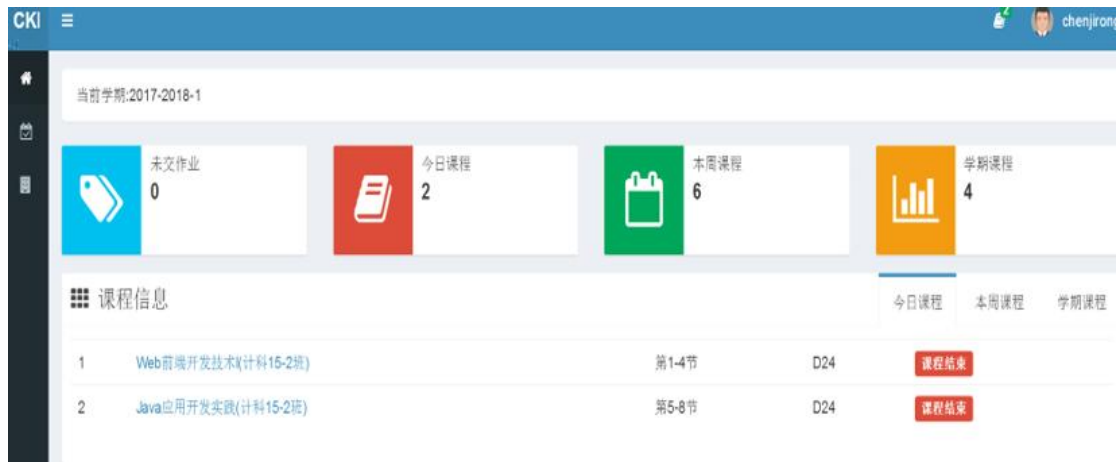 CKI
2
chenjirong
当前学期:2017-2018-1
未交作业
0
今日课程
2
本周课程
6
学期课程
4
课程信息
今日课程 本周课程 学期课程
1 Web前端开发技术I(计科15-2班) 第1-4节 D24 课程结束
2 Java应用开发实践(计科15-2班) 第5-8节 D24 课程结束